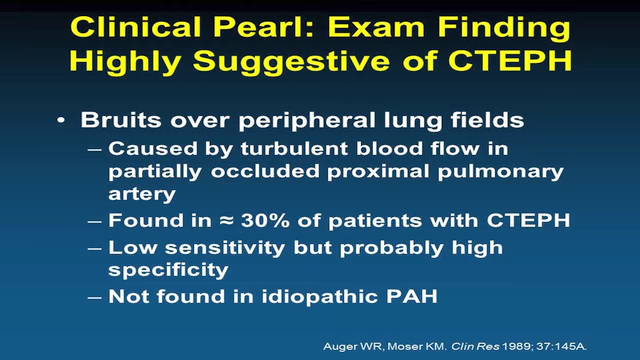 Clinical Pearl: Exam Finding
Highly Suggestive of CTEPH
• Bruits over peripheral lung fields
– Caused by turbulent blood flow in
partially occluded proximal pulmonary
artery
– Found in ≈ 30% of patients with CTEPH
– Low sensitivity but probably high
specificity
– Not found in idiopathic PAH
Auger WR, Moser KM. Clin Res 1989; 37:145A.